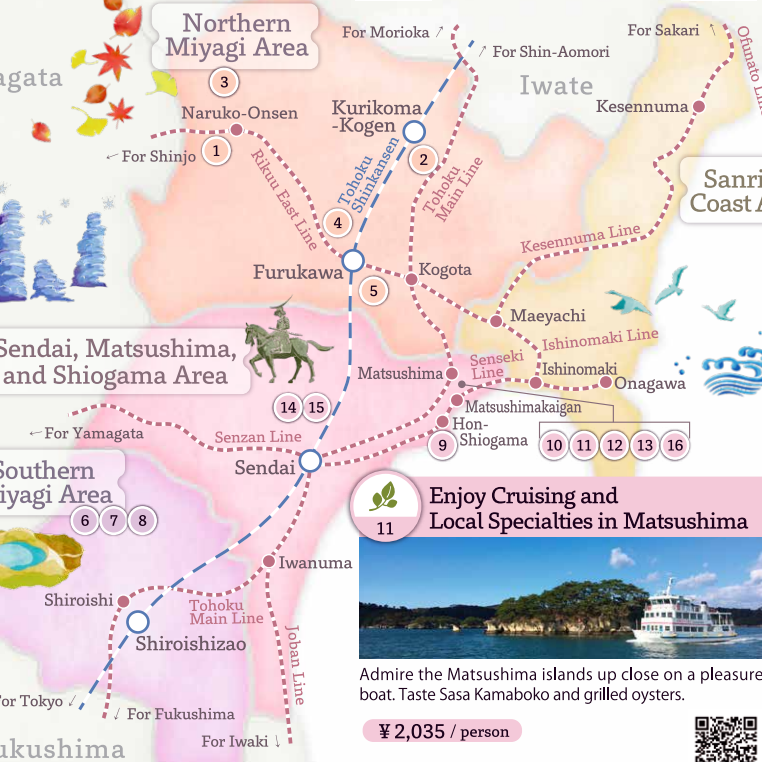 Northern
Miyagi Area
For Morioka ↗
↗ For Shin-Aomori
For Sakari ↖
Ofunato
agata
Iwate
3
Naruko-Onsen
Kurikoma
-Kogen
Kesennuma
← For Shinjo
1
2
Rikuu East Line
Tohoku
Shinkansen
Tohoku
Main Line
Sanri
Coast A
4
Kesennuma Line
Furukawa
Kogota
5
Maeyachi
Sendai, Matsushima,
and Shiogama Area
Ishinomaki Line
Matsushima
Senseki
Line
Ishinomaki
Onagawa
14
15
Matsushimakaigan
Hon-
Shiogama
← For Yamagata
Senzan Line
9
10
11
12
13
16
Sendai
Southern
iyagi Area
6
7
8
11
Enjoy Cruising and
Local Specialties in Matsushima
Iwanuma
Shiroishi
Tohoku
Main Line
Shiroishizao
Joban Line
Admire the Matsushima islands up close on a pleasure
boat. Taste Sasa Kamaboko and grilled oysters.
For Tokyo ↙
↓ For Fukushima
¥ 2,035 / person
For Iwaki ↓
ukushima